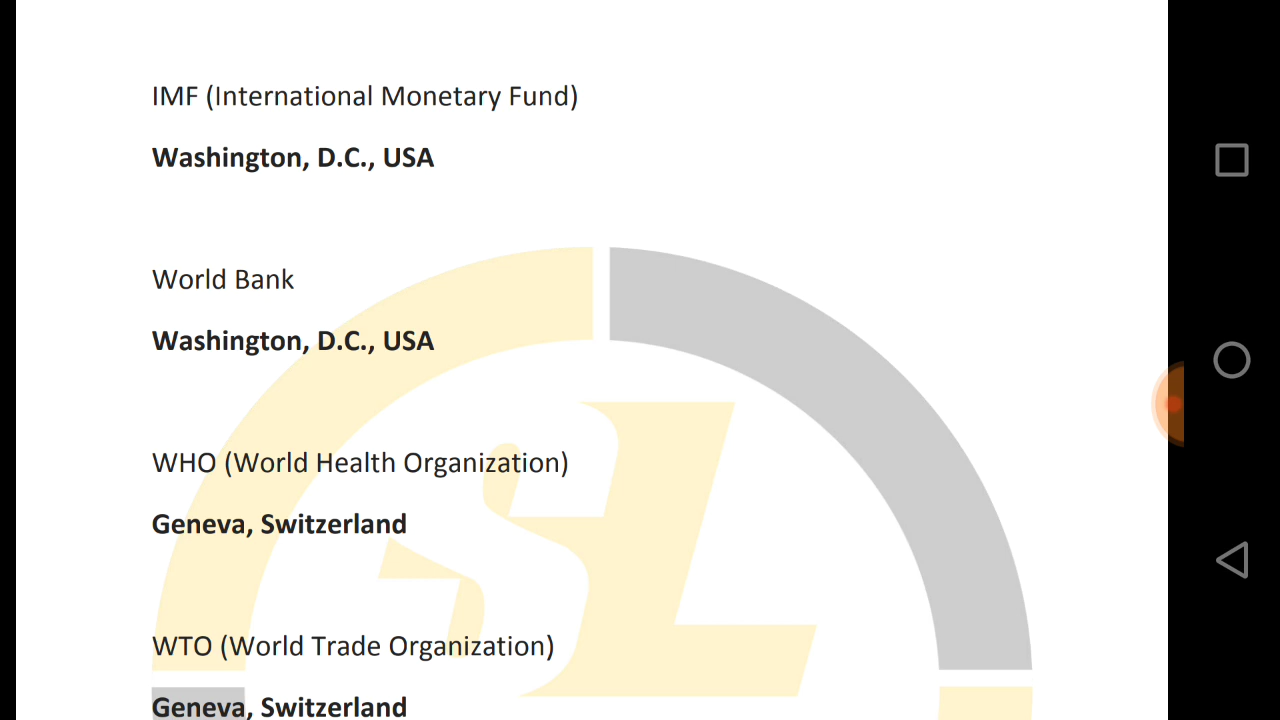 IMF (International Monetary Fund)
Washington, D.C., USA
World Bank
Washington, D.C., USA
WHO (World Health Organization)
Geneva, Switzerland
WTO (World Trade Organization)
Geneva, Switzerland
SL